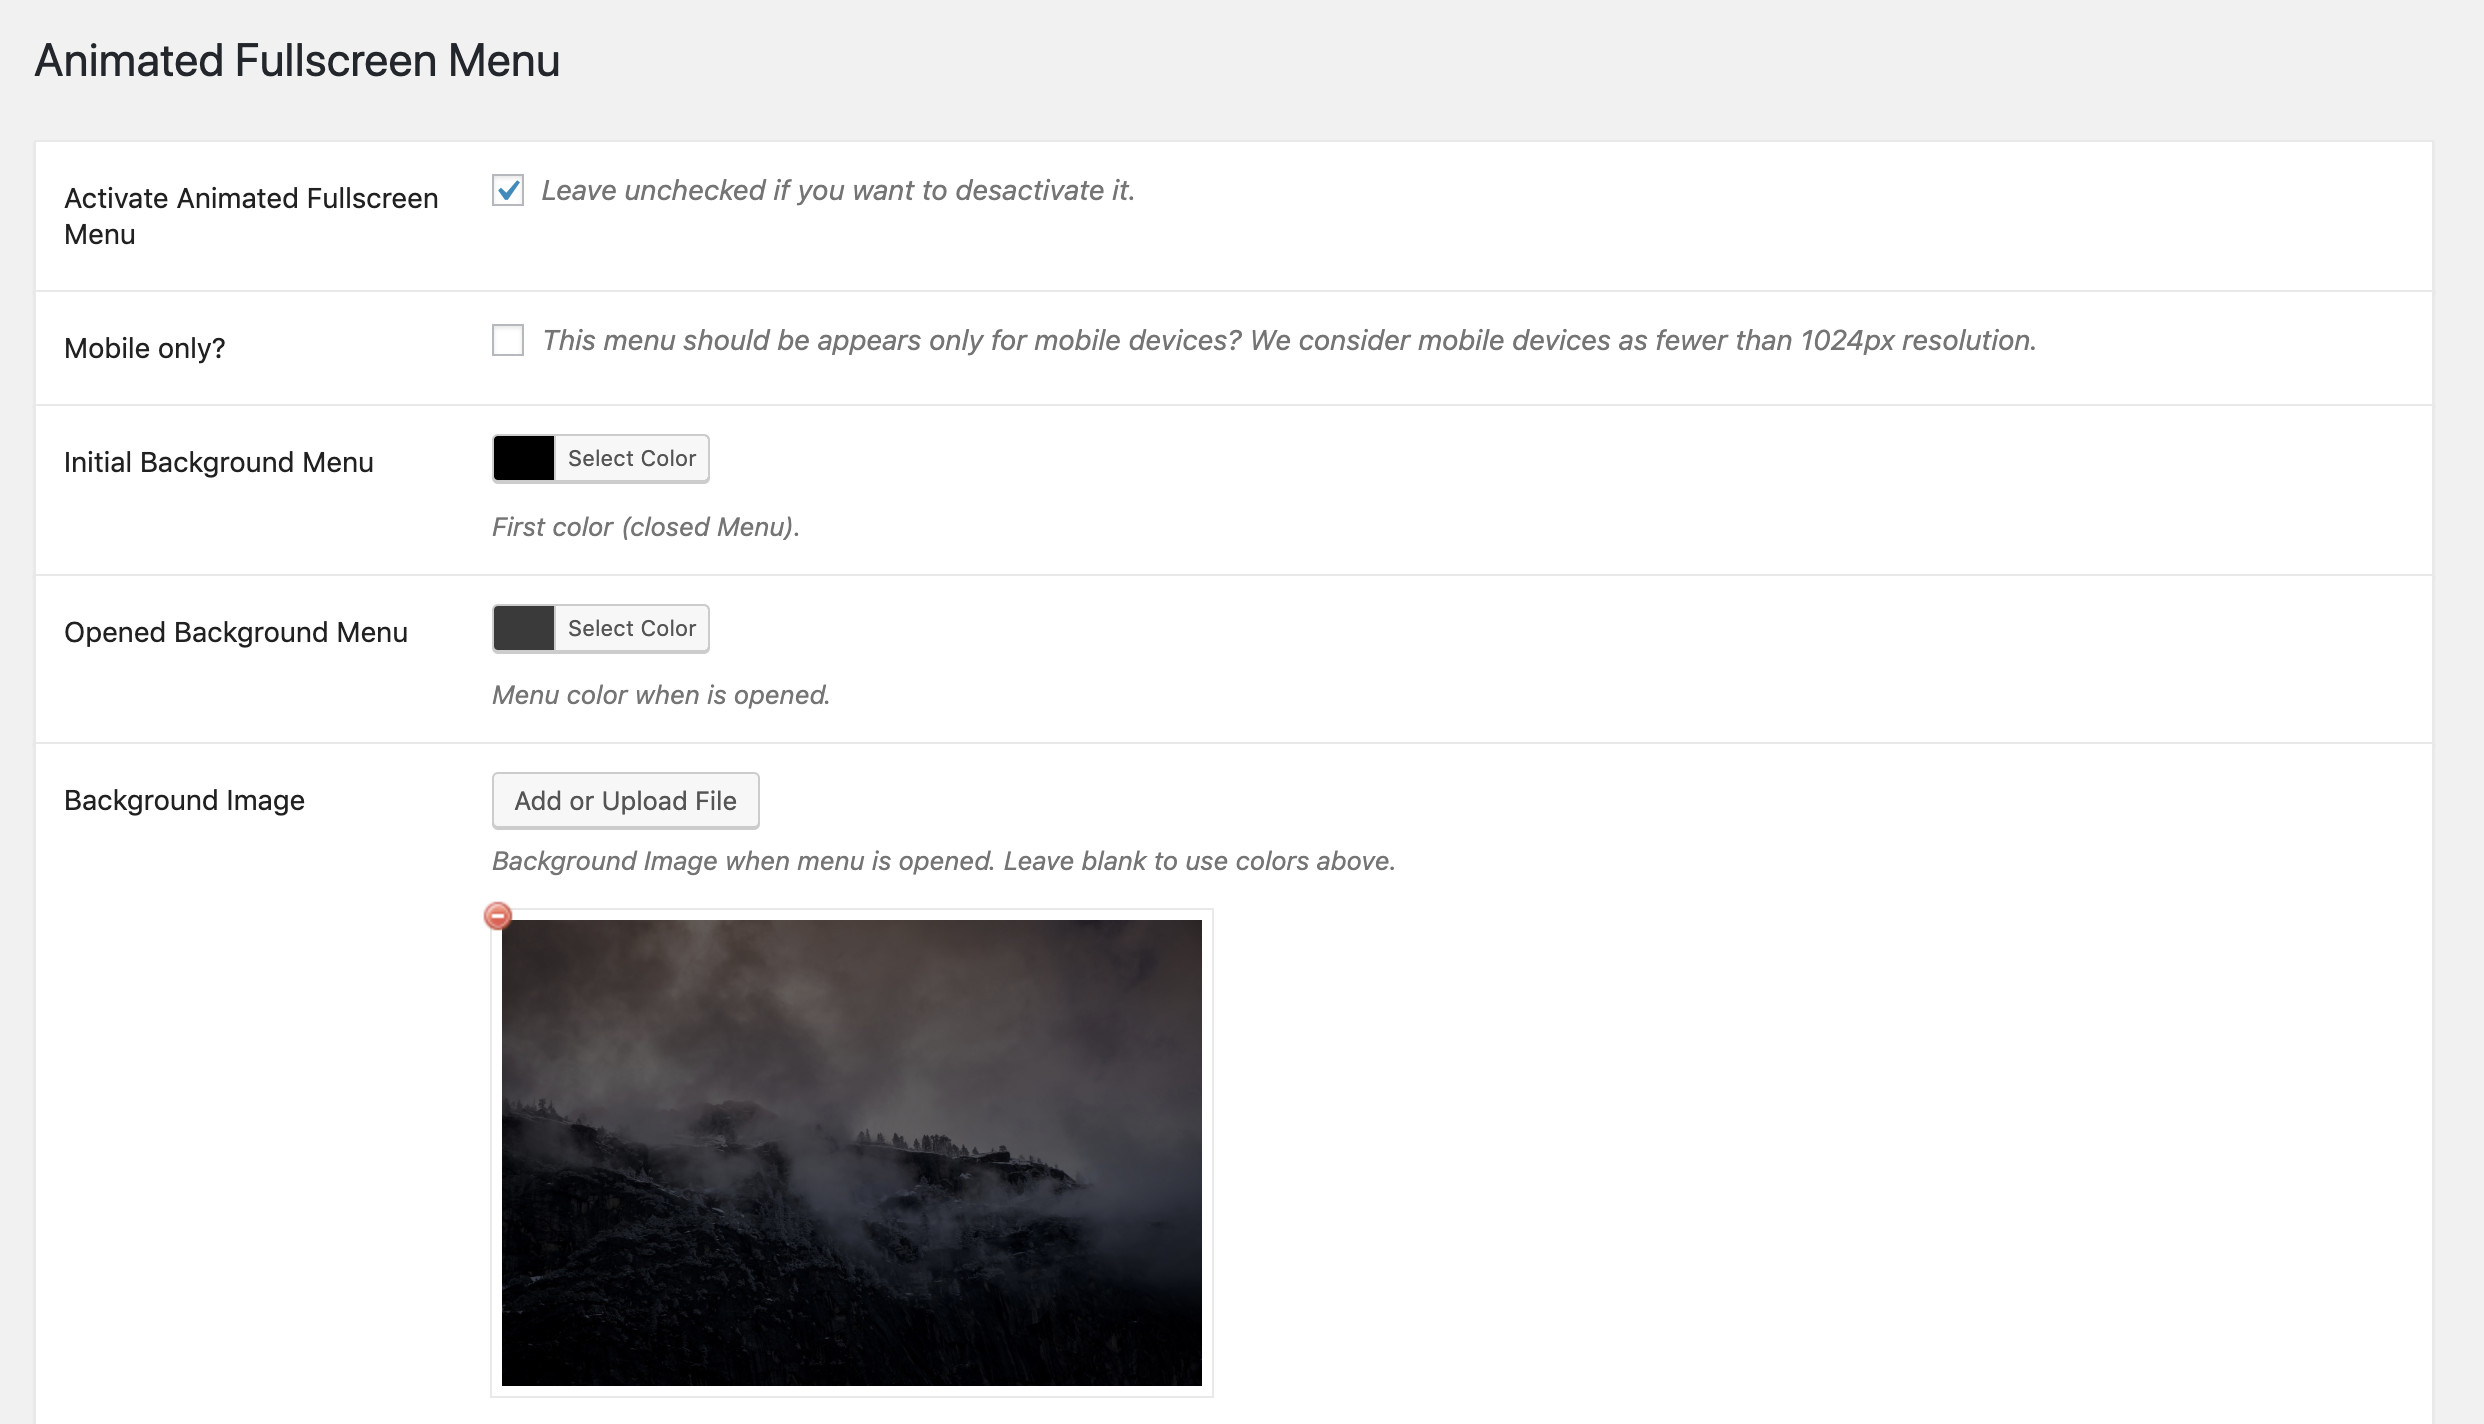 Animated Fullscreen Menu
Activate Animated Fullscreen
Menu
Leave unchecked if you want to desactivate it.
Mobile only?
This menu should be appears only for mobile devices? We consider mobile devices as fewer than 1024px resolution.
Initial Background Menu
Select Color
First color (closed Menu).
Opened Background Menu
Select Color
Menu color when is opened.
Background Image
Add or Upload File
Background Image when menu is opened. Leave blank to use colors above.